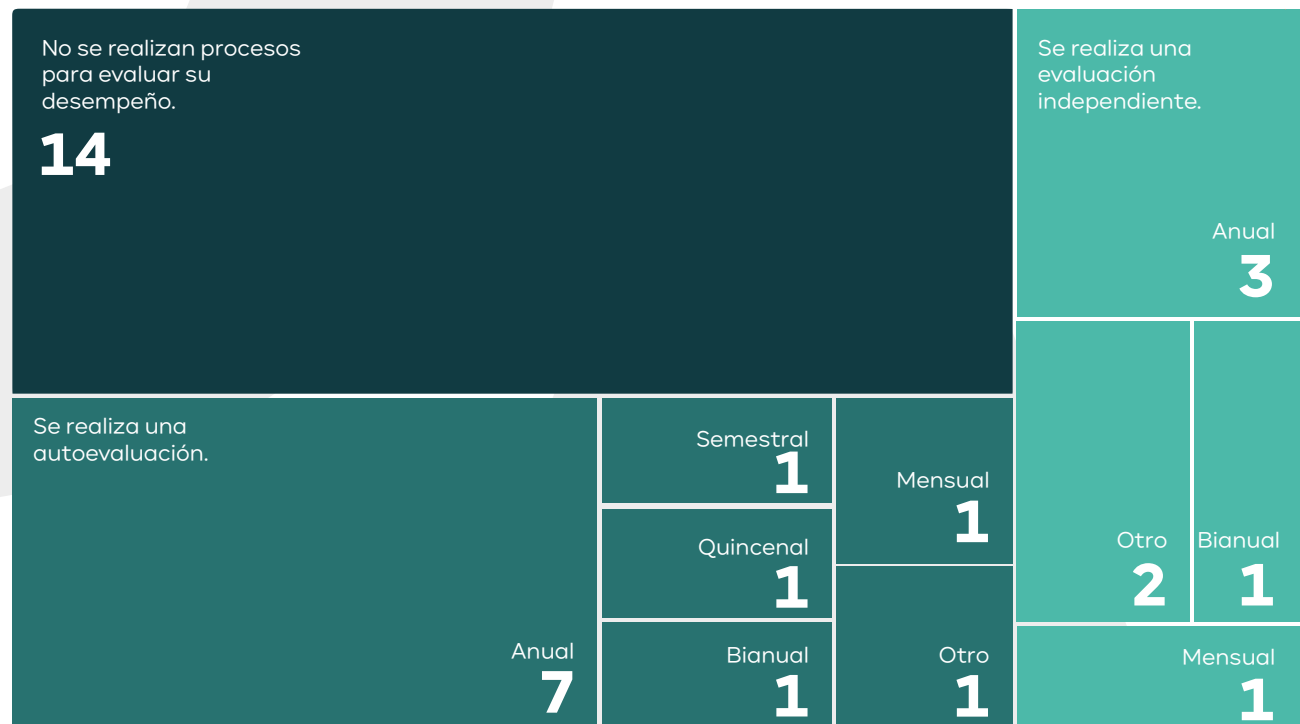 No se realizan procesos
para evaluar su
desempeño.
14
Se realiza una
evaluación
independiente.
Anual
3
Otro
2
Bianual
1
Mensual
1
Se realiza una
autoevaluación.
Anual
7
Semestral
1
Quincenal
1
Bianual
1
Mensual
1
Otro
1